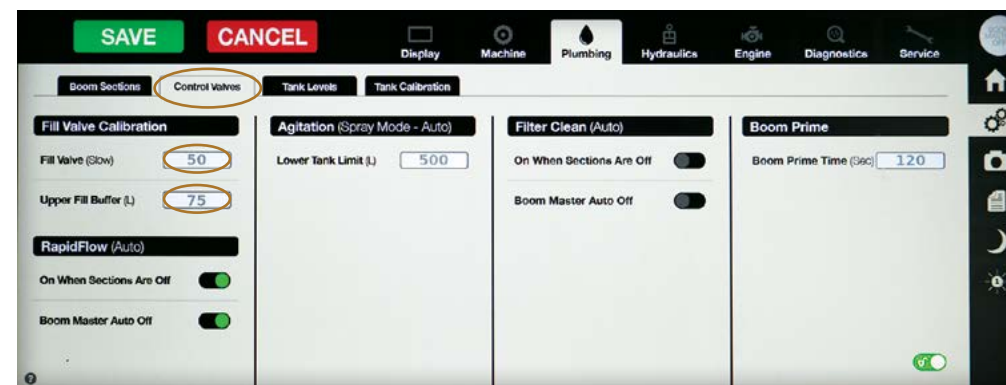 SAVE
CANCEL
Display
Machine
Plumbing
Hydraulics
Engine
Diagnostics
Service
Boom Sections
Control Valves
Tank Levels
Tank Calibration
Fill Valve Calibration
Fill Valve (Slow) 50
Upper Fill Buffer (L) 75
RapidFlow (Auto)
On When Sections Are Off
Boom Master Auto Off
Agitation (Spray Mode - Auto)
Lower Tank Limit (L) 500
Filter Clean (Auto)
On When Sections Are Off
Boom Master Auto Off
Boom Prime
Boom Prime Time (Sec) 120